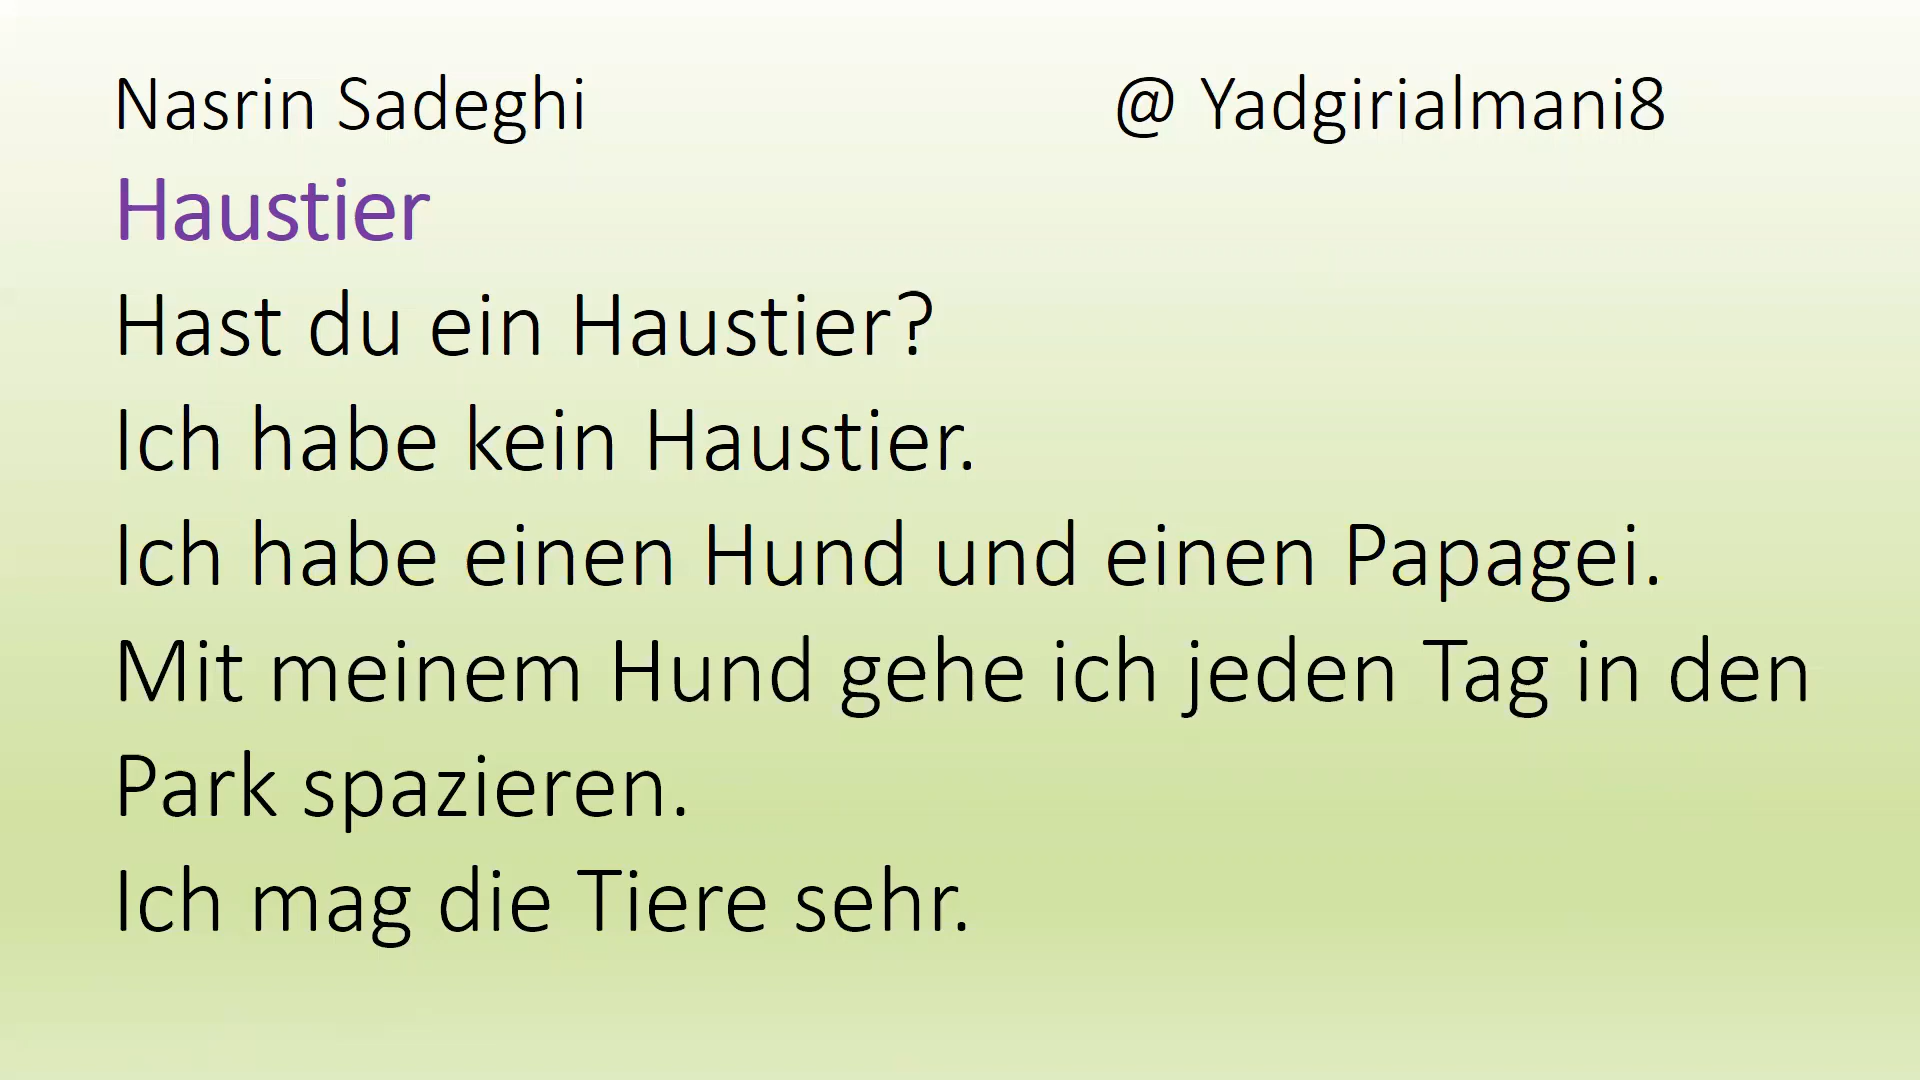 Nasrin Sadeghi @ Yadgirialmani8
Haustier
Hast du ein Haustier?
Ich habe kein Haustier.
Ich habe einen Hund und einen Papagei.
Mit meinem Hund gehe ich jeden Tag in den
Park spazieren.
Ich mag die Tiere sehr.